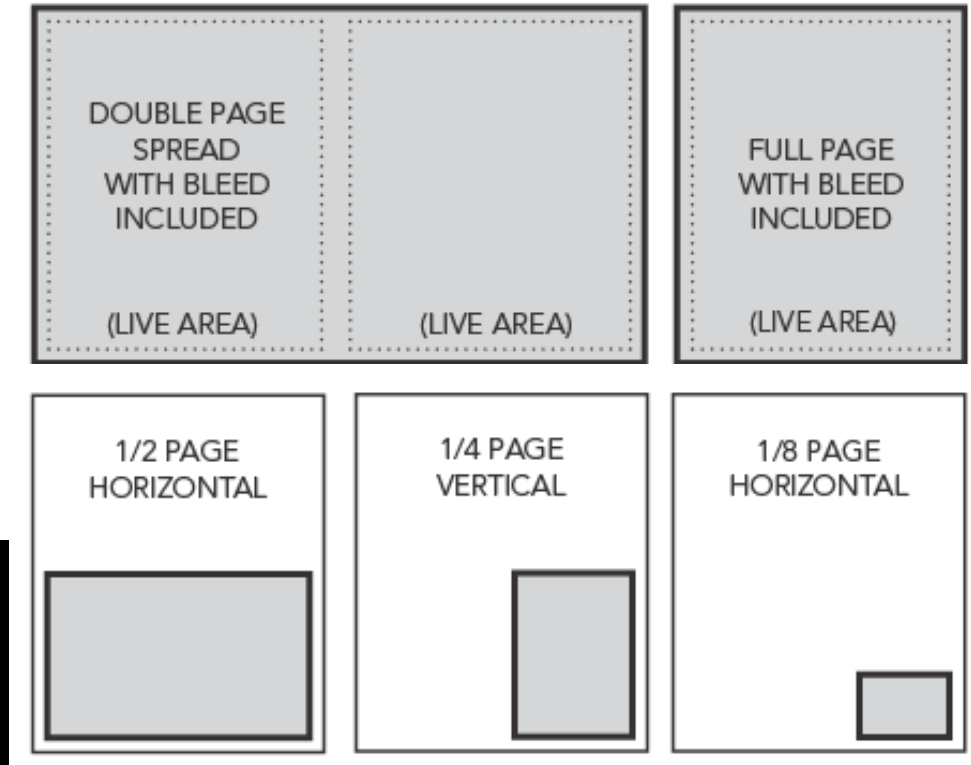 DOUBLE PAGE
SPREAD
WITH BLEED
INCLUDED
(LIVE AREA)
(LIVE AREA)
FULL PAGE
WITH BLEED
INCLUDED
(LIVE AREA)
1/2 PAGE
HORIZONTAL
1/4 PAGE
VERTICAL
1/8 PAGE
HORIZONTAL